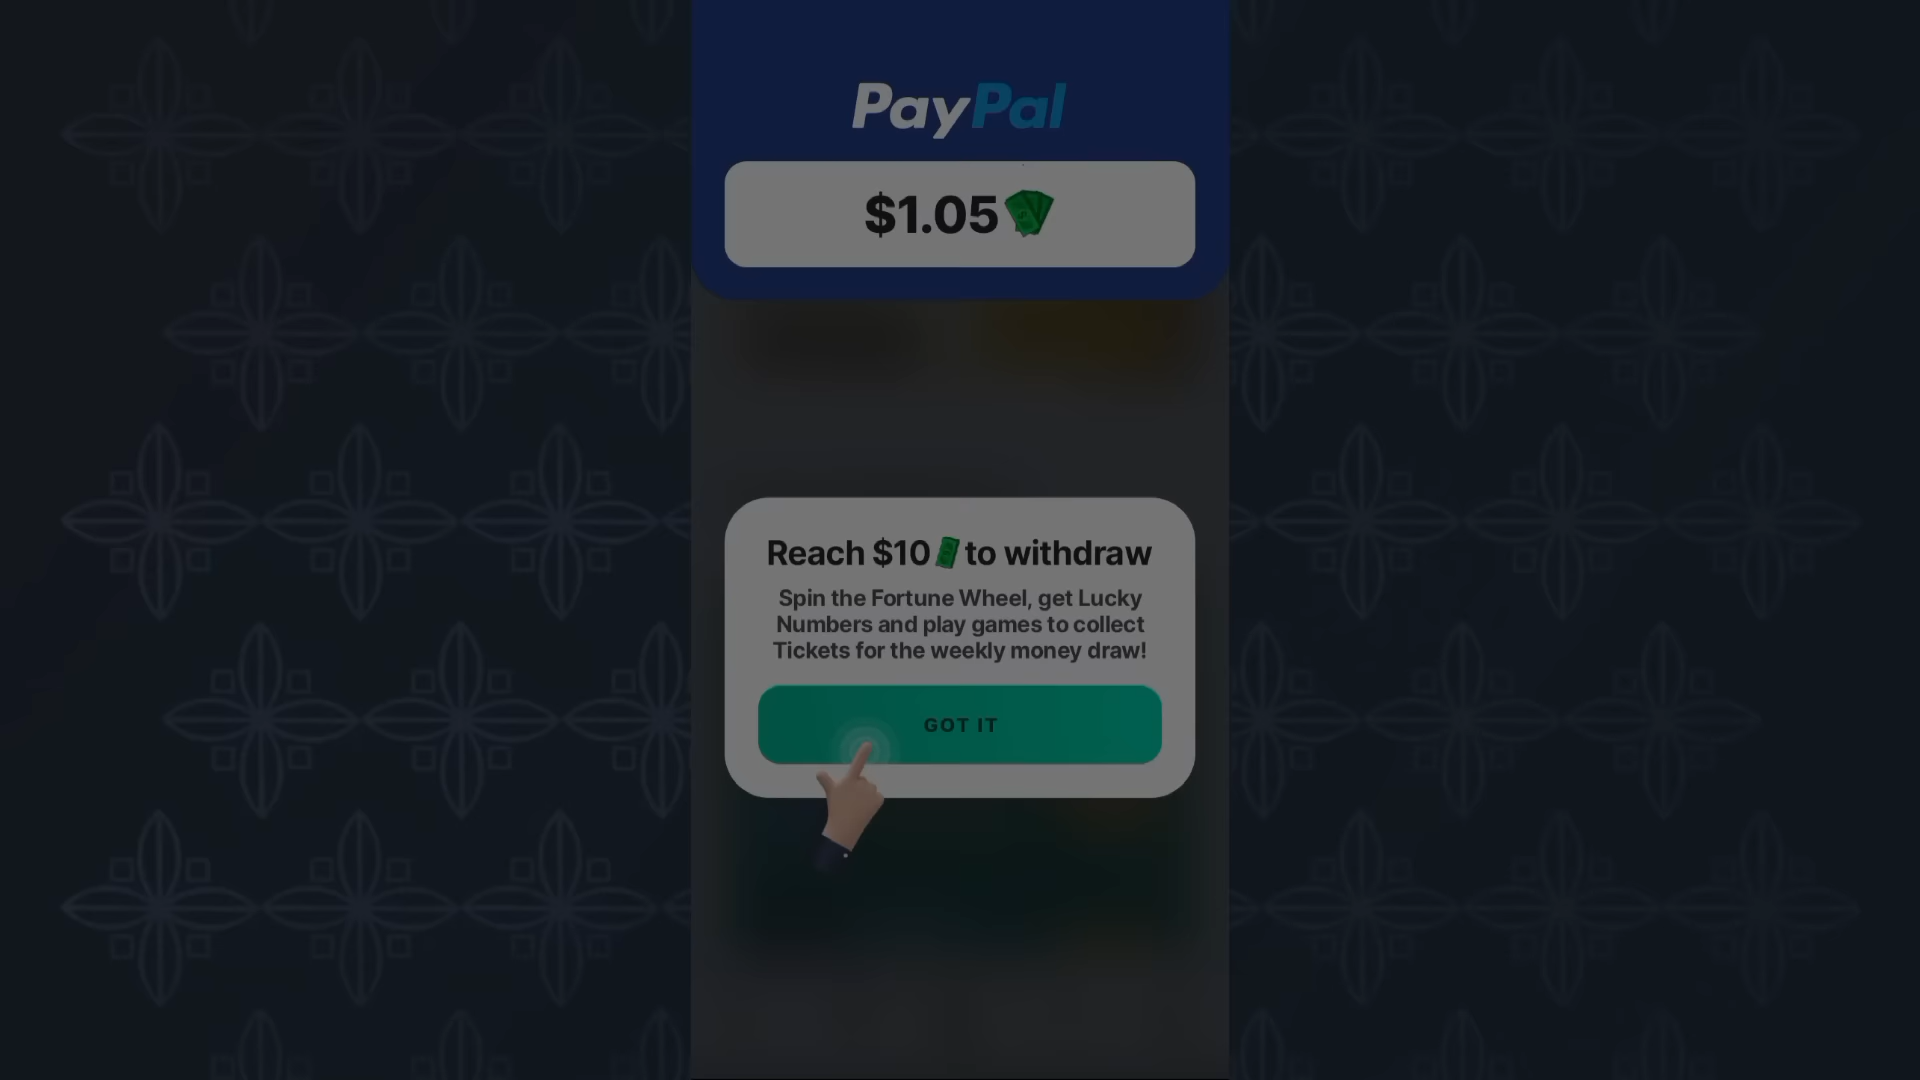 PayPal
$1.05
Reach $10 to withdraw
Spin the Fortune Wheel, get Lucky
Numbers and play games to collect
Tickets for the weekly money draw!
GOT IT